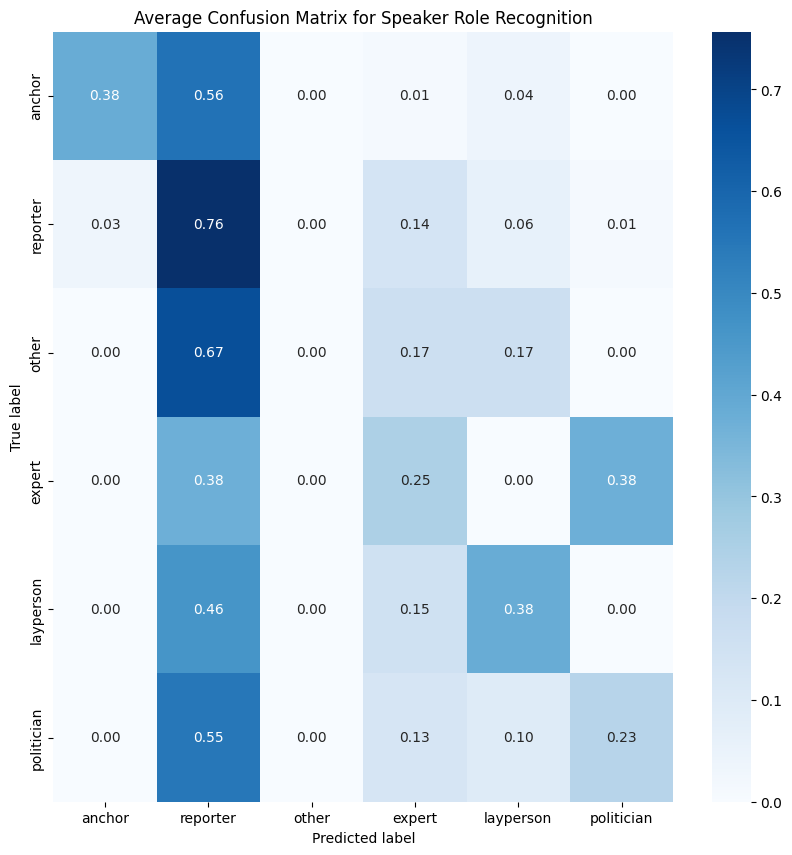 Average Confusion Matrix for Speaker Role Recognition
anchor 0.38 0.56 0.00 0.01 0.04 0.00
reporter 0.03 0.76 0.00 0.14 0.06 0.01
other 0.00 0.67 0.00 0.17 0.17 0.00
expert 0.00 0.38 0.00 0.25 0.00 0.38
layperson 0.00 0.46 0.00 0.15 0.38 0.00
politician 0.00 0.55 0.00 0.13 0.10 0.23
True label
anchor reporter other expert layperson politician
Predicted label
0.7
0.6
0.5
0.4
0.3
0.2
0.1
0.0